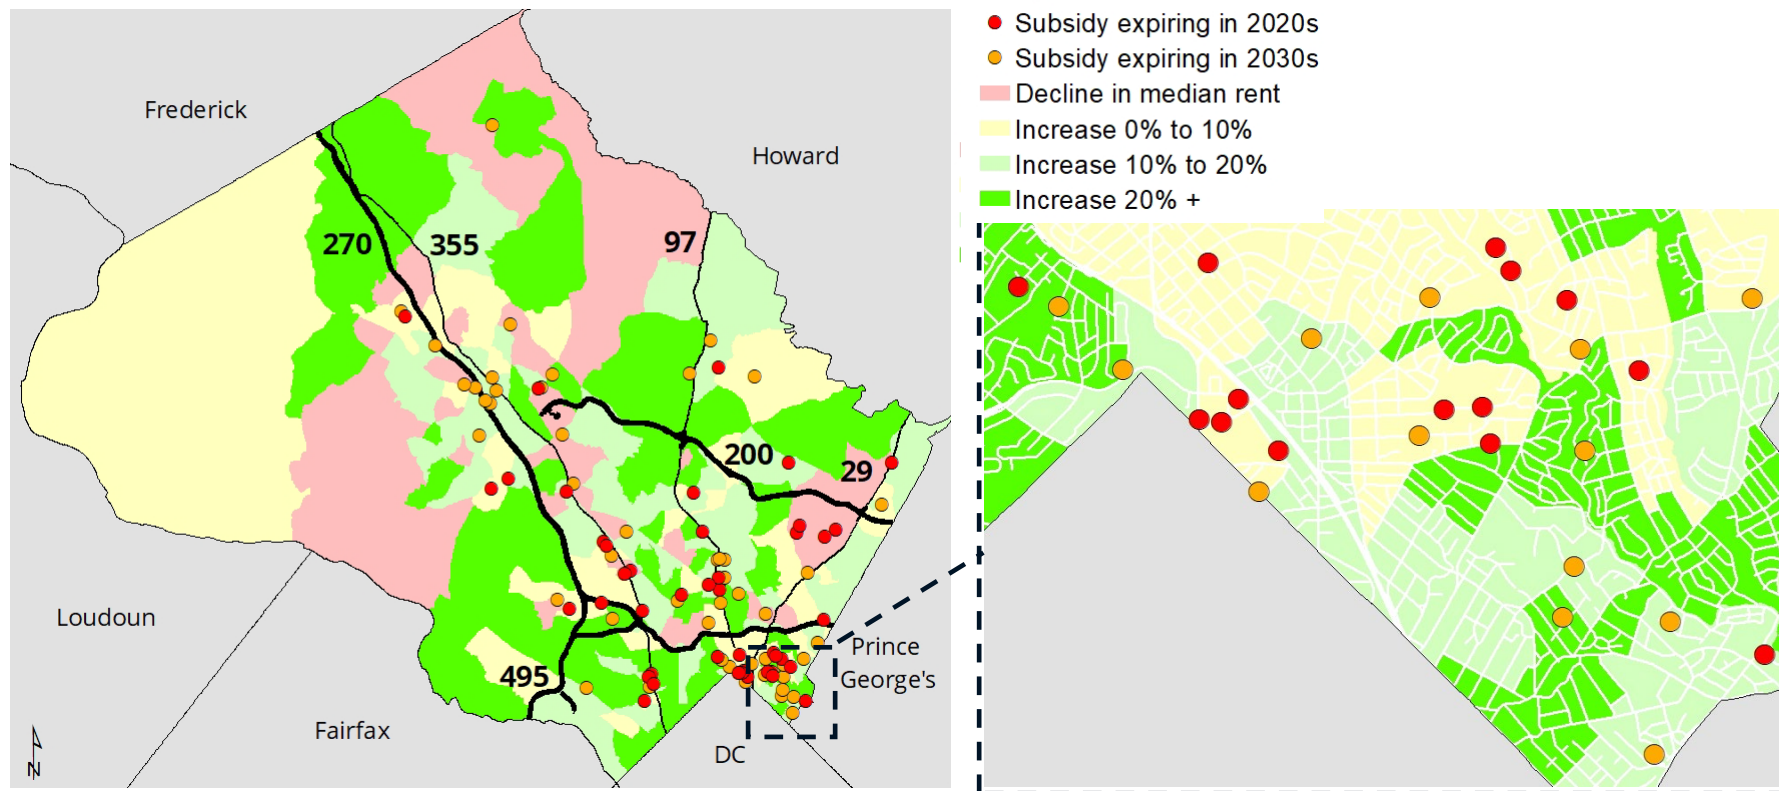 Subsidy expiring in 2020s
Subsidy expiring in 2030s
Decline in median rent
Increase 0% to 10%
Increase 10% to 20%
Increase 20% +
Frederick
Howard
270
355
97
200
29
Loudoun
Prince
George's
495
Fairfax
DC
N